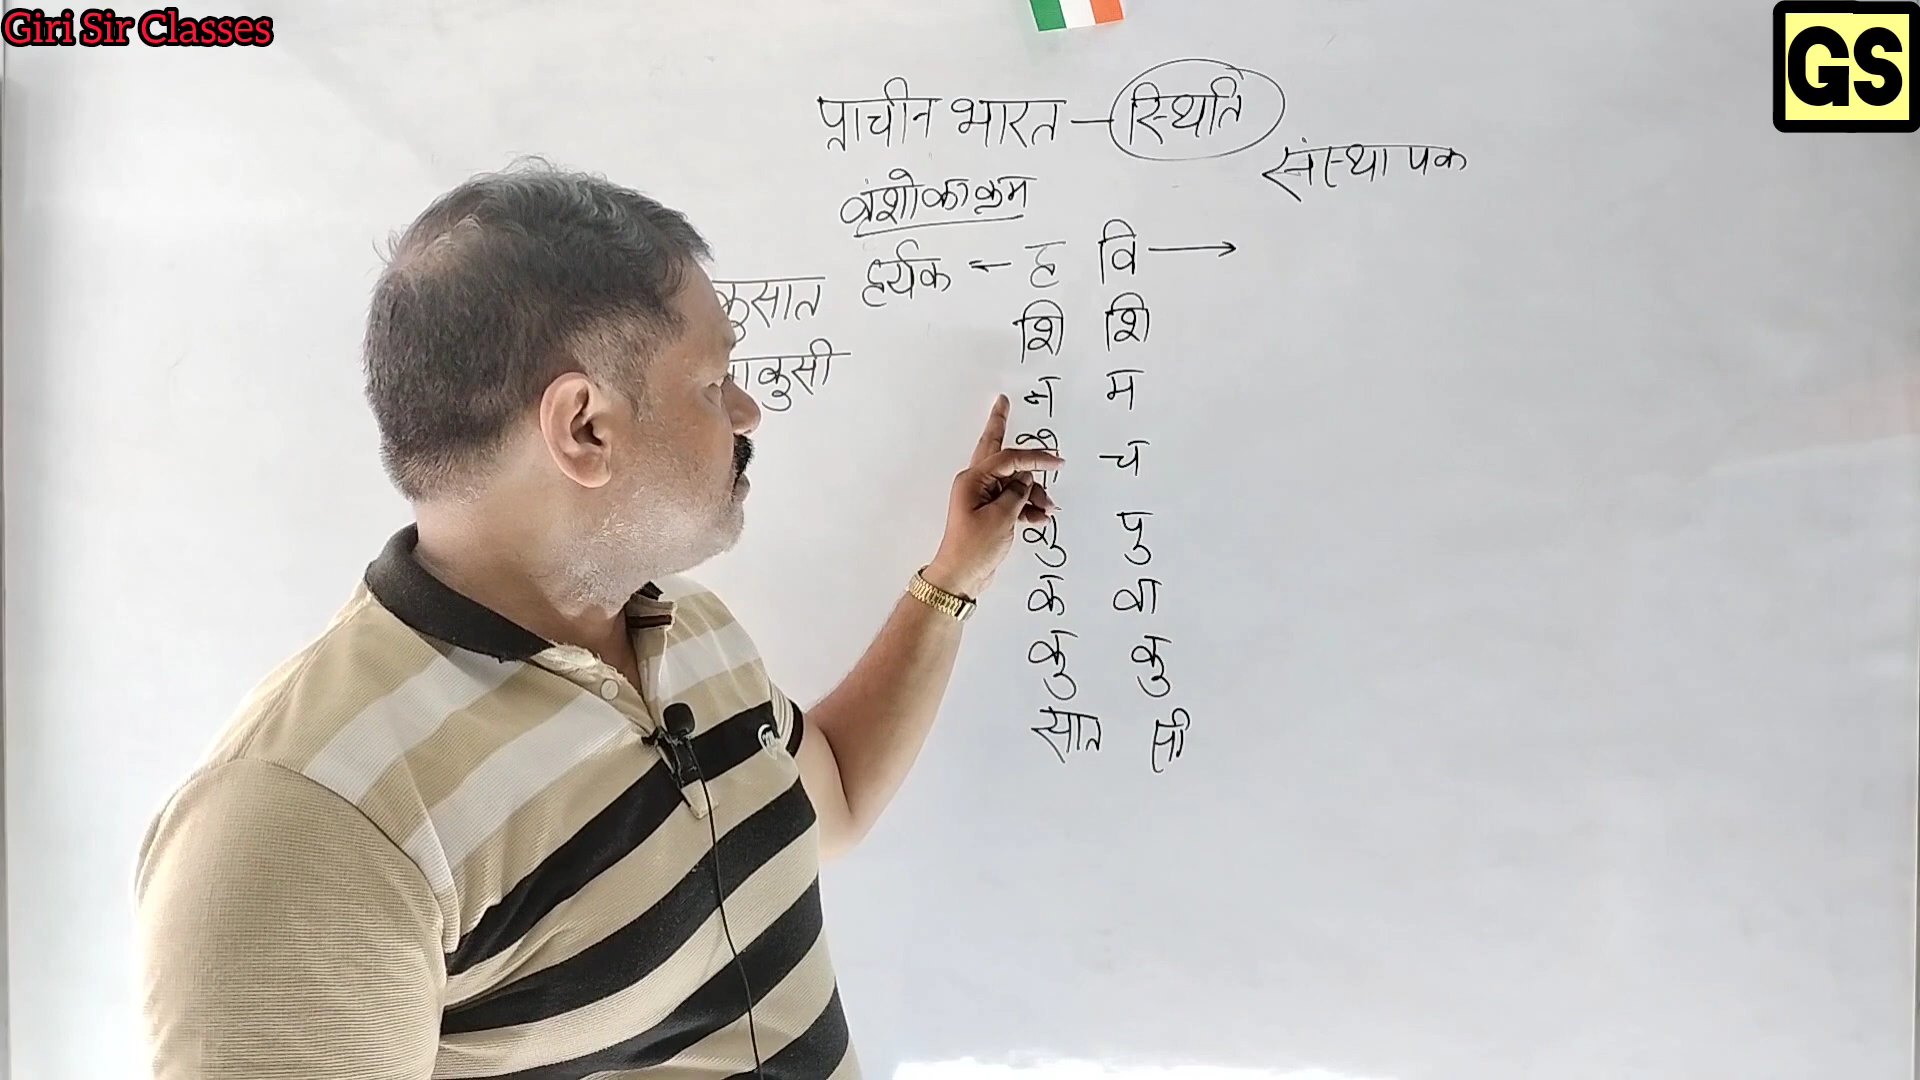 Giri Sir Classes
GS
प्राचीन भारत - स्थिति
संस्थापक
वंशो का क्रम
हर्यक - ह वि →
कुसात
शि शि
कुसी
न म
च
शु पु
क वा
कु कु
सात सी